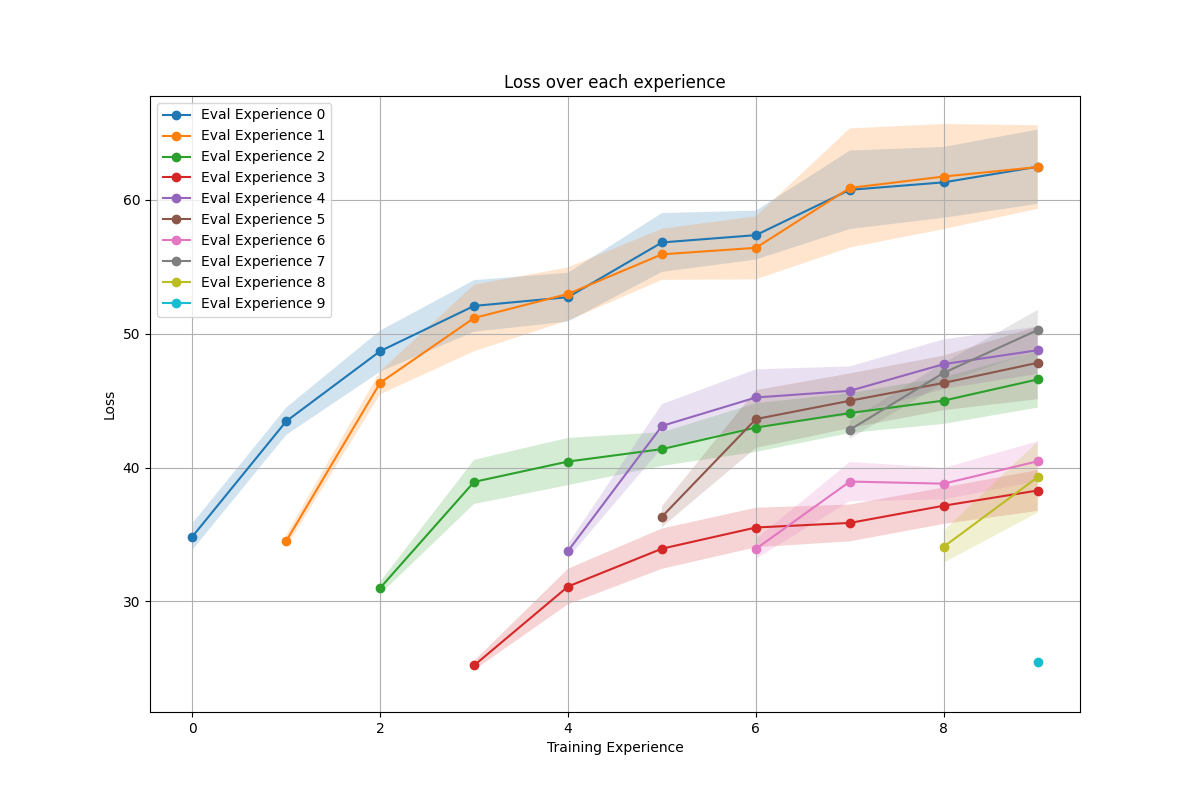 Loss over each experience
Eval Experience 0
Eval Experience 1
Eval Experience 2
Eval Experience 3
Eval Experience 4
Eval Experience 5
Eval Experience 6
Eval Experience 7
Eval Experience 8
Eval Experience 9
Loss
60
50
40
30
0 2 4 6 8
Training Experience